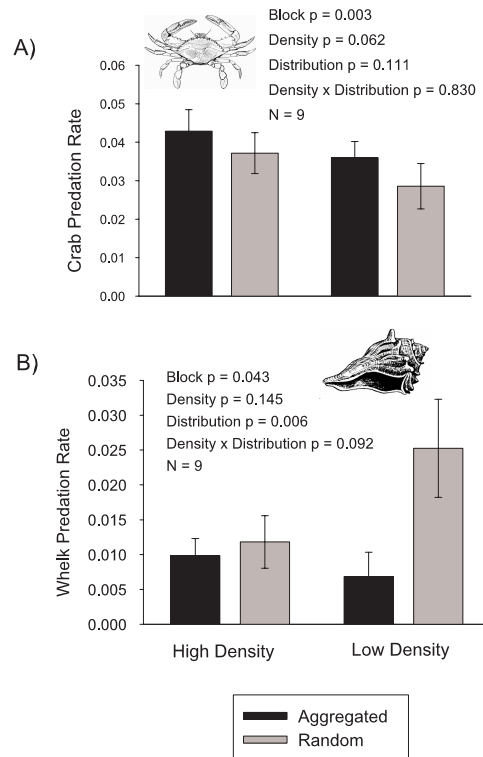 A)
Block p = 0.003
Density p = 0.062
Distribution p = 0.111
Density x Distribution p = 0.830
N = 9
Crab Predation Rate
0.06
0.05
0.04
0.03
0.02
0.01
0.00
B)
Block p = 0.043
Density p = 0.145
Distribution p = 0.006
Density x Distribution p = 0.092
N = 9
Whelk Predation Rate
0.035
0.030
0.025
0.020
0.015
0.010
0.005
0.000
High Density
Low Density
Aggregated
Random